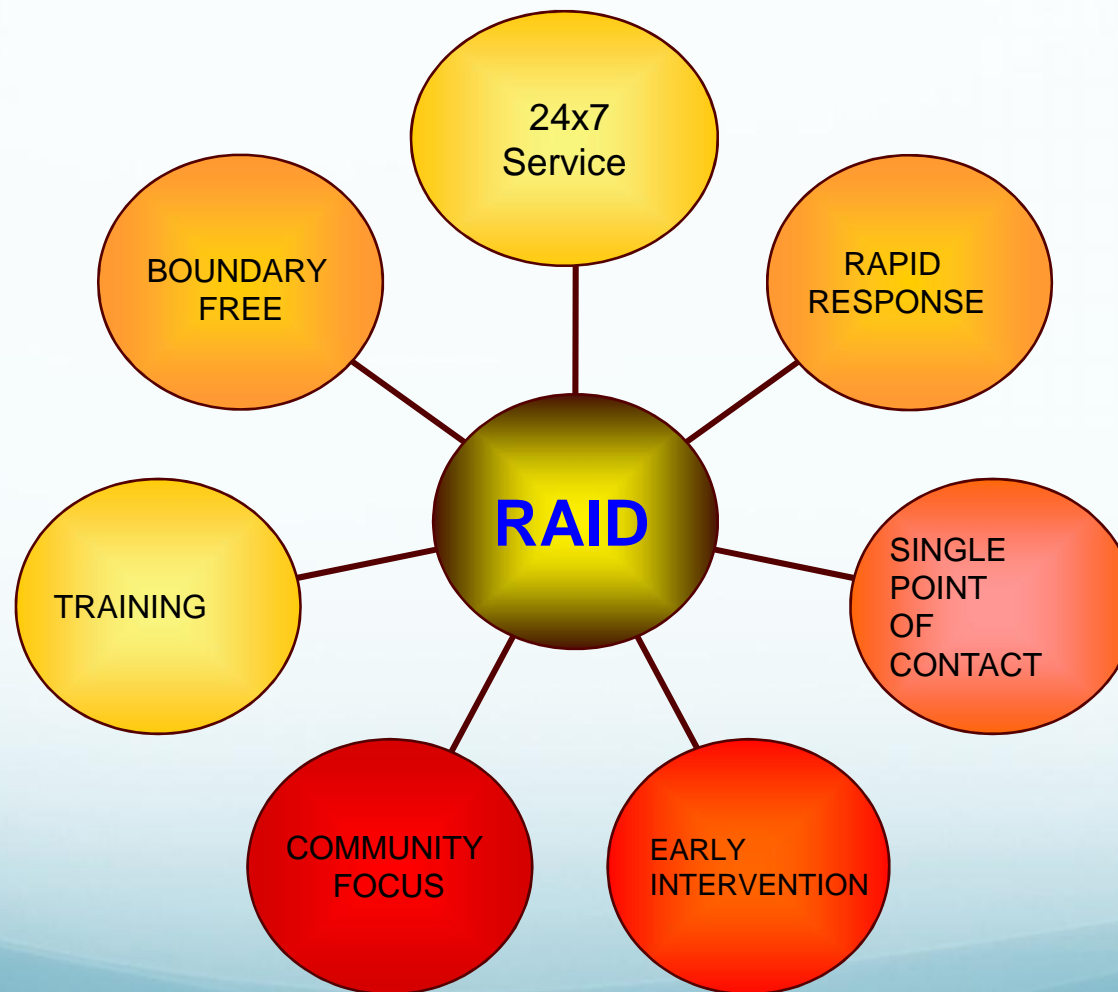 24x7
Service
BOUNDARY
FREE
RAPID
RESPONSE
RAID
TRAINING
SINGLE
POINT
OF
CONTACT
COMMUNITY
FOCUS
EARLY
INTERVENTION